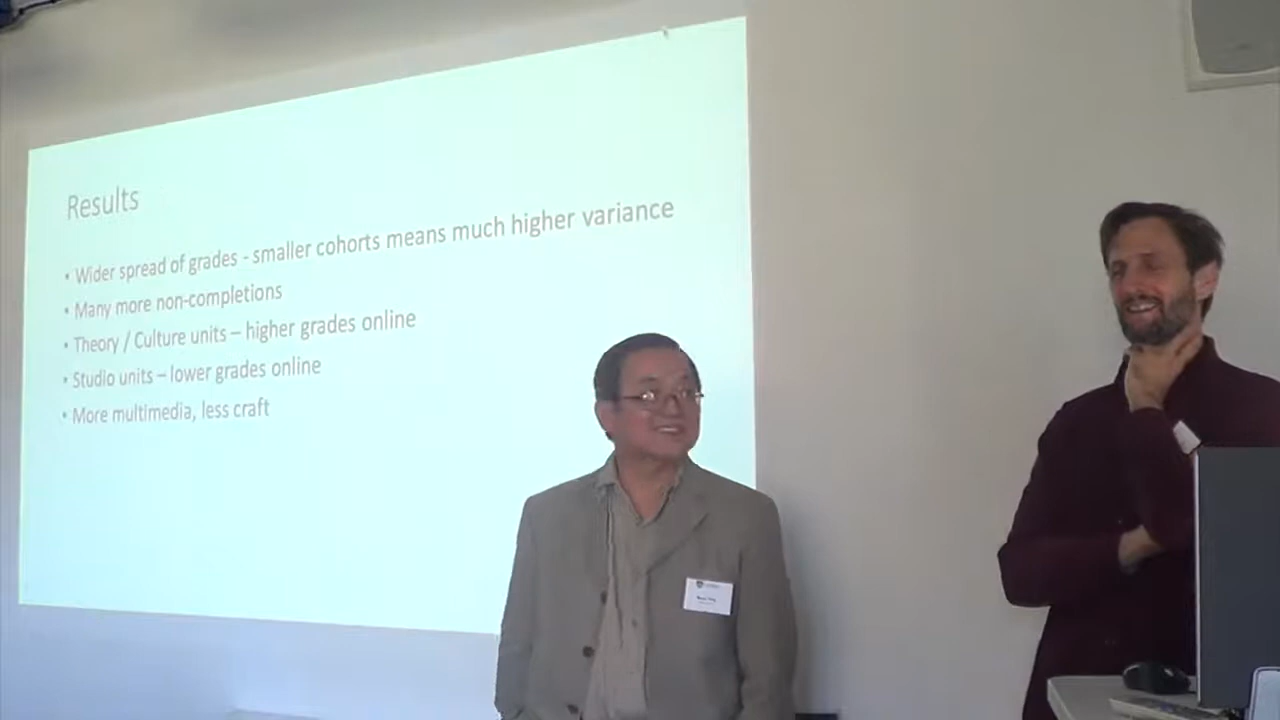 Results
• Wider spread of grades - smaller cohorts means much higher variance
• Many more non-completions
• Theory / Culture units – higher grades online
• Studio units – lower grades online
• More multimedia, less craft